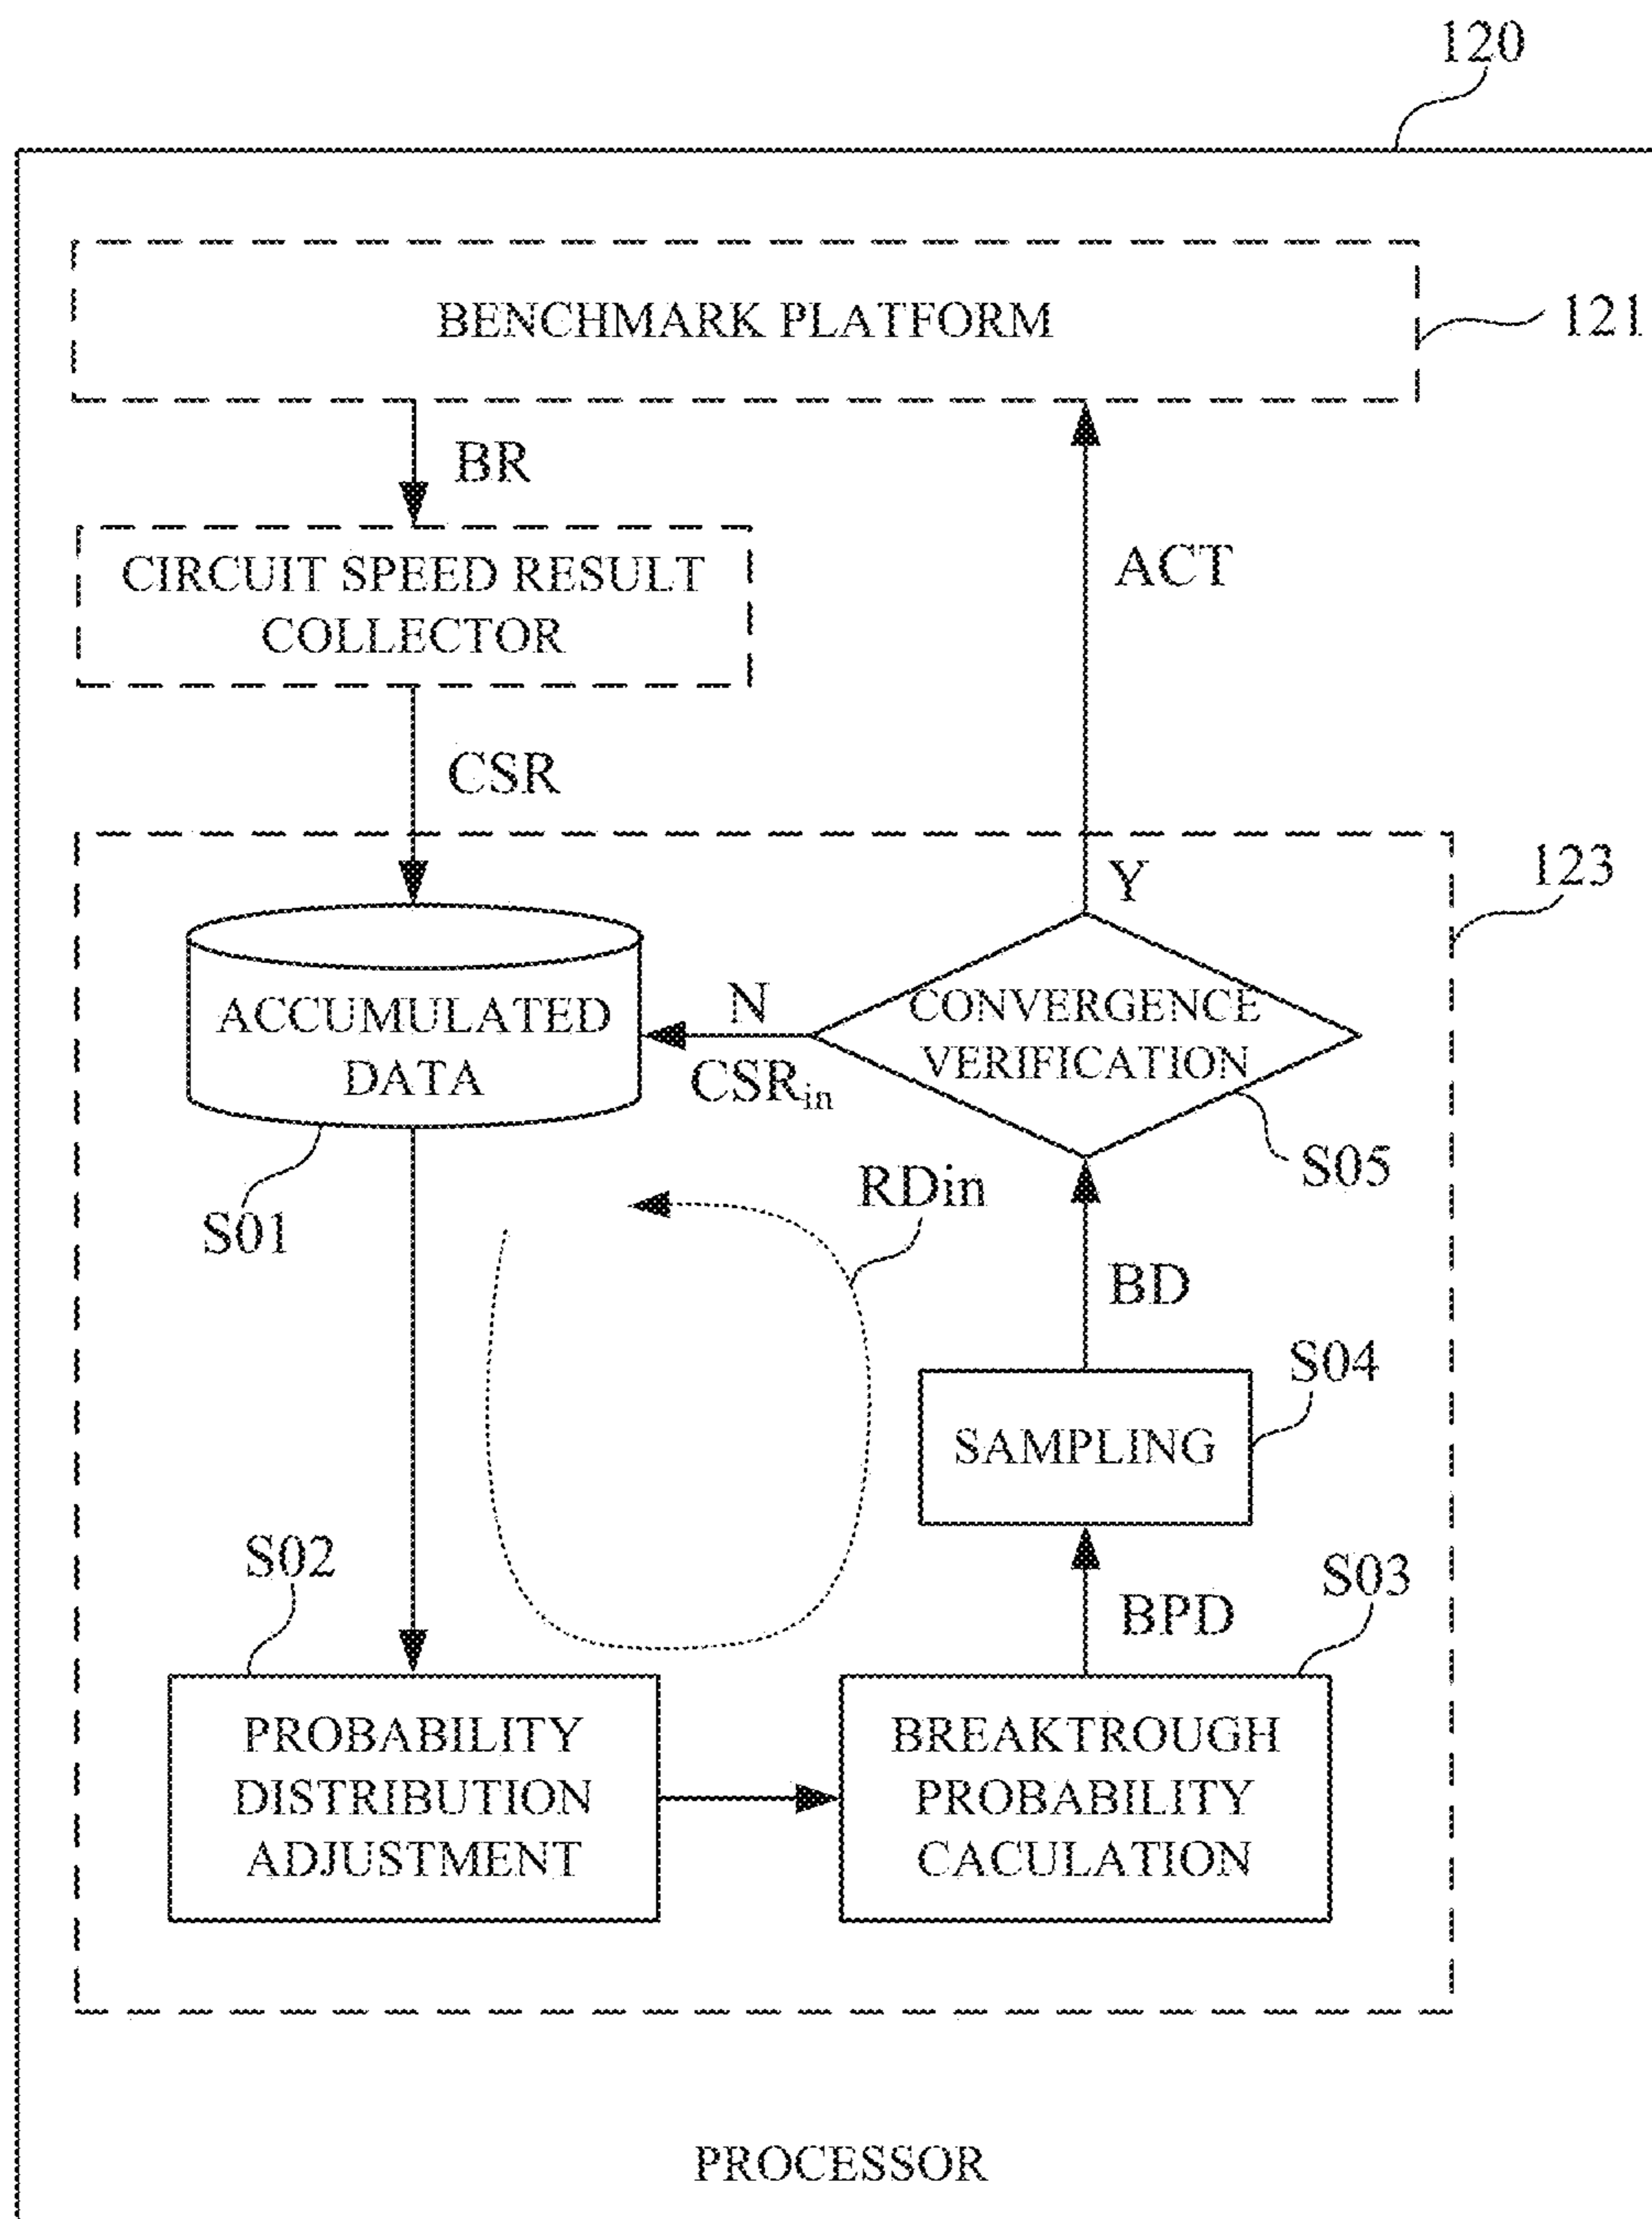 120
BENCHMARK PLATFORM
121
BR
ACT
CIRCUIT SPEED RESULT
COLLECTOR
CSR
123
Y
ACCUMULATED
DATA
N
CSRin
CONVERGENCE
VERIFICATION
S01
RDin
S05
BD
S04
SAMPLING
S02
BPD
S03
PROBABILITY
DISTRIBUTION
ADJUSTMENT
BREAKTROUGH
PROBABILITY
CACULATION
PROCESSOR